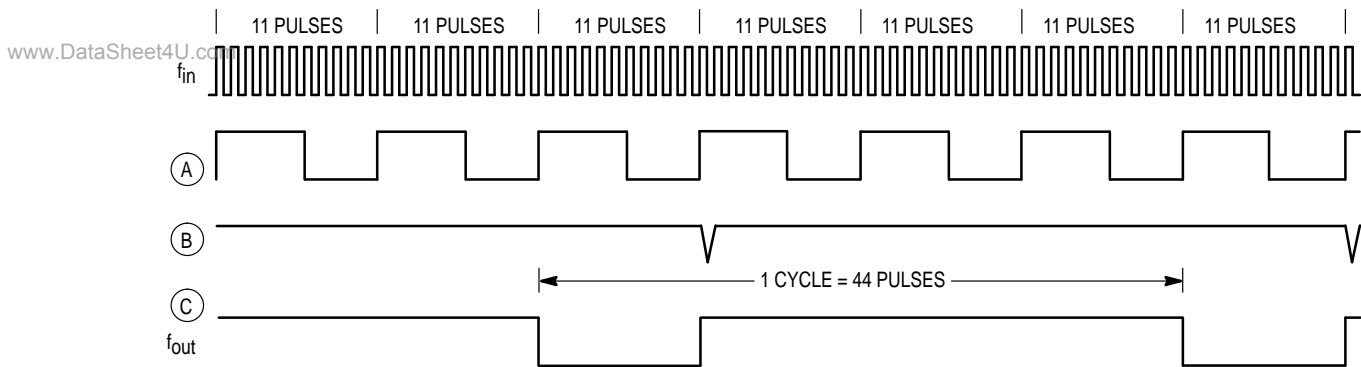 11 PULSES 11 PULSES 11 PULSES 11 PULSES 11 PULSES 11 PULSES 11 PULSES
www.DataSheet4U.com
fin
A
B
1 CYCLE = 44 PULSES
C
fout